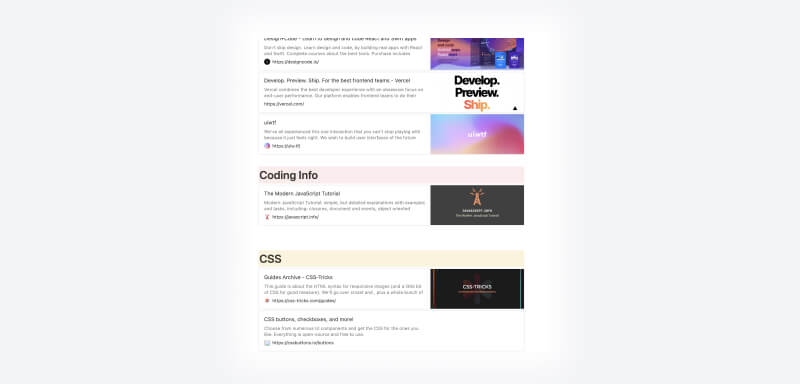 Design+Code - Learn to design and code React and Swift apps
Don't skip design. Learn design and code, by building real apps with React
and Swift. Complete courses about the best tools. Purchase includes
https://designcode.io/
Develop. Preview. Ship. For the best frontend teams - Vercel
Vercel combines the best developer experience with an obsessive focus on
end-user performance. Our platform enables frontend teams to do their
https://vercel.com/
Develop.
Preview.
Ship.
uiwtf
We've all experienced this one interaction that you can't stop playing with
because it just feels right. We wish to build user interfaces of the future
uiwtf
Coding Info
The Modern JavaScript Tutorial
Modern JavaScript Tutorial: simple, but detailed explanations with examples
and tasks, including: closures, document and events, object oriented
https://javascript.info/
JAVASCRIPT.INFO
The Modern JavaScript Tutorial
CSS
Guides Archive - CSS-Tricks
This guide is about the HTML syntax for responsive images (and a little bit
of CSS for good measure). We'll go over srcset and , plus a whole bunch of
https://css-tricks.com/guides/
CSS-TRICKS
CSS buttons, checkboxes, and more!
Choose from numerous UI components and get the CSS for the ones you
like. Everything is open-source and free to use.
https://cssbuttons.io/buttons